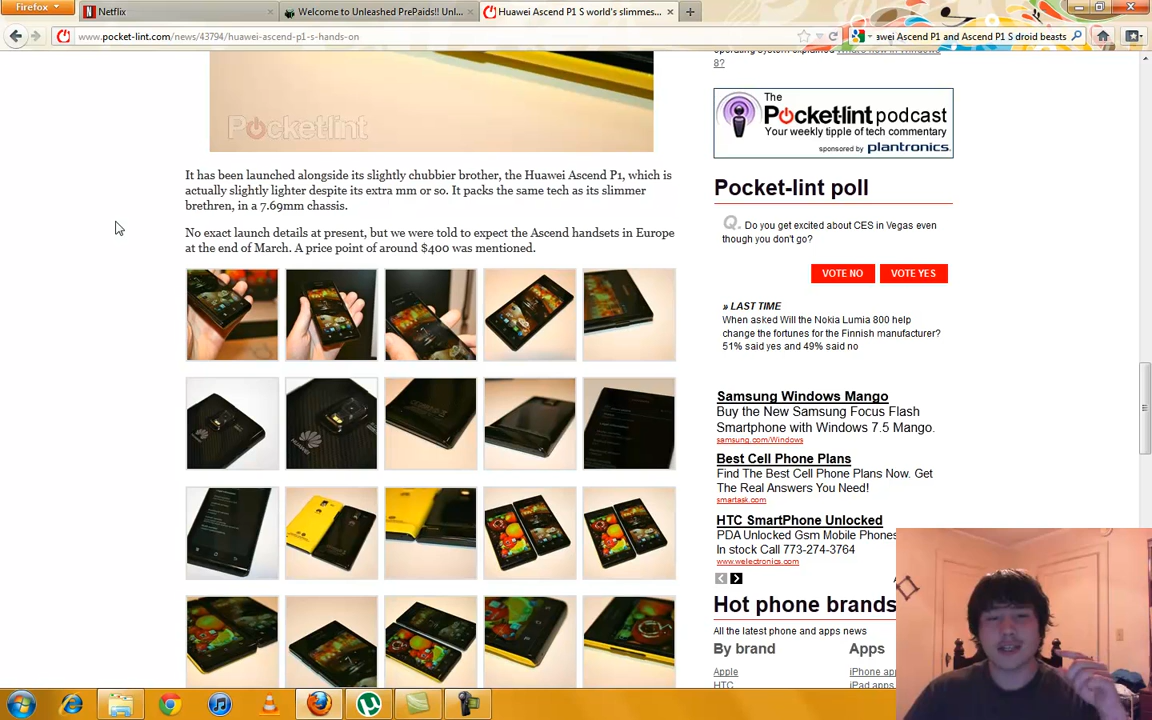 Firefox
Netflix
Welcome to Unleashed PrePaids!! Unl...
Huawei Ascend P1 S world's slimmes...
www.pocket-lint.com/news/43794/huawei-ascend-p1-s-hands-on
awei Ascend P1 and Ascend P1 S droid beasts
Pocket-lint
It has been launched alongside its slightly chubbier brother, the Huawei Ascend P1, which is
actually slightly lighter despite its extra mm or so. It packs the same tech as its slimmer
brethren, in a 7.69mm chassis.
No exact launch details at present, but we were told to expect the Ascend handsets in Europe
at the end of March. A price point of around $400 was mentioned.
HUAWEI
8?
The
Pocket-lint podcast
Your weekly tipple of tech commentary
sponsored by plantronics.
Pocket-lint poll
Q. Do you get excited about CES in Vegas even
though you don't go?
VOTE NO
VOTE YES
» LAST TIME
When asked Will the Nokia Lumia 800 help
change the fortunes for the Finnish manufacturer?
51% said yes and 49% said no
Samsung Windows Mango
Buy the New Samsung Focus Flash
Smartphone with Windows 7.5 Mango.
samsung.com/Windows
Best Cell Phone Plans
Find The Best Cell Phone Plans Now. Get
The Real Answers You Need!
smartask.com
HTC SmartPhone Unlocked
PDA Unlocked Gsm Mobile Phones
In stock Call 773-274-3764
www.welectronics.com
Hot phone brands
All the latest phone and apps news
By brand
Apps
Apple
iPhone app
HTC
iPad apps